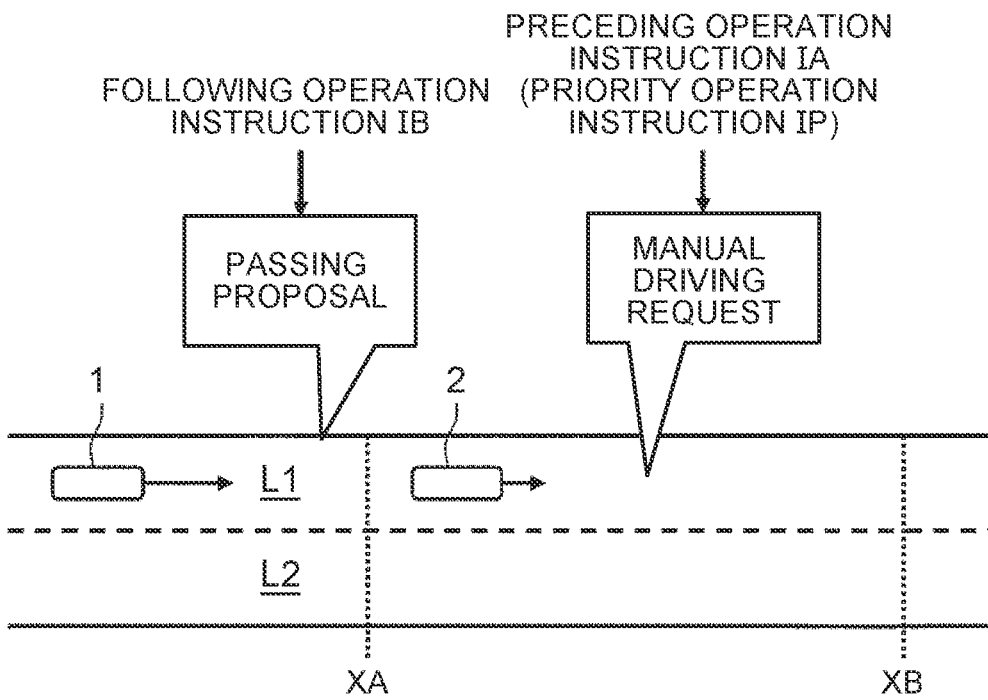 PRECEDING OPERATION
INSTRUCTION IA
(PRIORITY OPERATION
INSTRUCTION IP)
FOLLOWING OPERATION
INSTRUCTION IB
PASSING
PROPOSAL
MANUAL
DRIVING
REQUEST
1
2
L1
L2
XA
XB